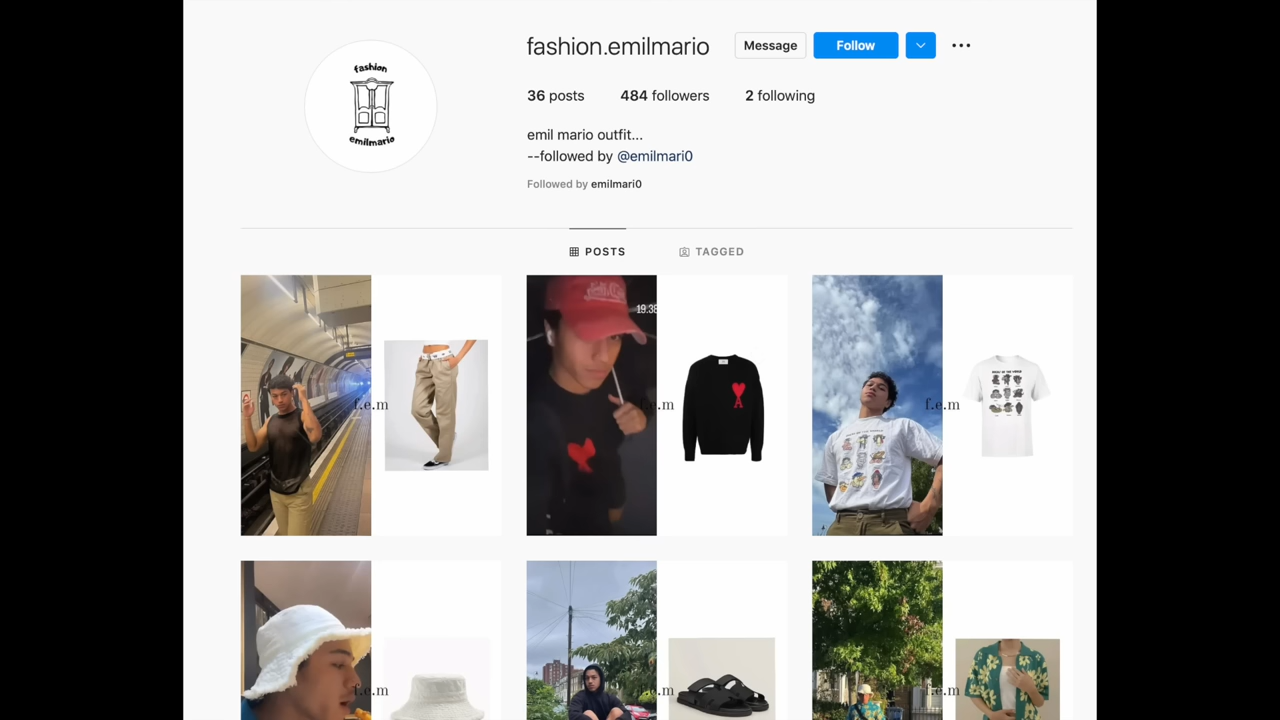 fashion
emilmario
fashion.emilmario
Message
Follow
36 posts
484 followers
2 following
emil mario outfit...
--followed by @emilmari0
Followed by emilmari0
POSTS
TAGGED
19.38
f.e.m
f.e.m
f.e.m
f.e.m
f.e.m
f.e.m